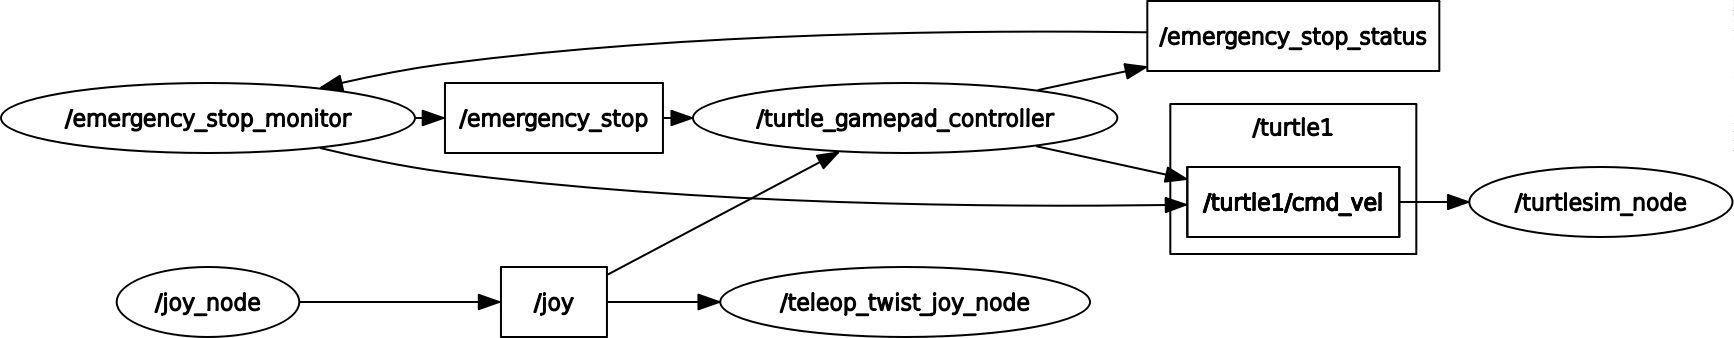 /emergency_stop_status
/emergency_stop_monitor
/emergency_stop
/turtle_gamepad_controller
/turtle1
/turtle1/cmd_vel
/turtlesim_node
/joy_node
/joy
/teleop_twist_joy_node